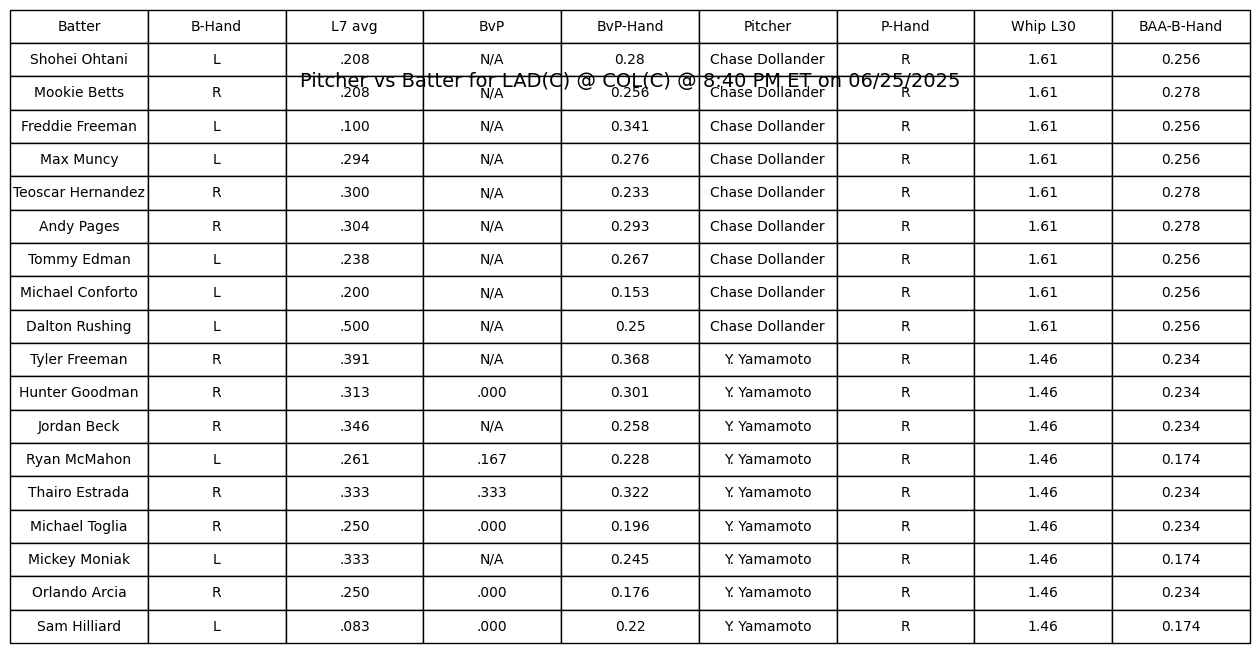 Batter B-Hand L7 avg BvP BvP-Hand Pitcher P-Hand Whip L30 BAA-B-Hand
Shohei Ohtani L .208 N/A 0.28 Chase Dollander R 1.61 0.256
Pitcher vs Batter for LAD(C) @ COL(C) @ 8:40 PM ET on 06/25/2025
Mookie Betts R .208 N/A 0.256 Chase Dollander R 1.61 0.278
Freddie Freeman L .100 N/A 0.341 Chase Dollander R 1.61 0.256
Max Muncy L .294 N/A 0.276 Chase Dollander R 1.61 0.256
Teoscar Hernandez R .300 N/A 0.233 Chase Dollander R 1.61 0.278
Andy Pages R .304 N/A 0.293 Chase Dollander R 1.61 0.278
Tommy Edman L .238 N/A 0.267 Chase Dollander R 1.61 0.256
Michael Conforto L .200 N/A 0.153 Chase Dollander R 1.61 0.256
Dalton Rushing L .500 N/A 0.25 Chase Dollander R 1.61 0.256
Tyler Freeman R .391 N/A 0.368 Y. Yamamoto R 1.46 0.234
Hunter Goodman R .313 .000 0.301 Y. Yamamoto R 1.46 0.234
Jordan Beck R .346 N/A 0.258 Y. Yamamoto R 1.46 0.234
Ryan McMahon L .261 .167 0.228 Y. Yamamoto R 1.46 0.174
Thairo Estrada R .333 .333 0.322 Y. Yamamoto R 1.46 0.234
Michael Toglia R .250 .000 0.196 Y. Yamamoto R 1.46 0.234
Mickey Moniak L .333 N/A 0.245 Y. Yamamoto R 1.46 0.174
Orlando Arcia R .250 .000 0.176 Y. Yamamoto R 1.46 0.234
Sam Hilliard L .083 .000 0.22 Y. Yamamoto R 1.46 0.174